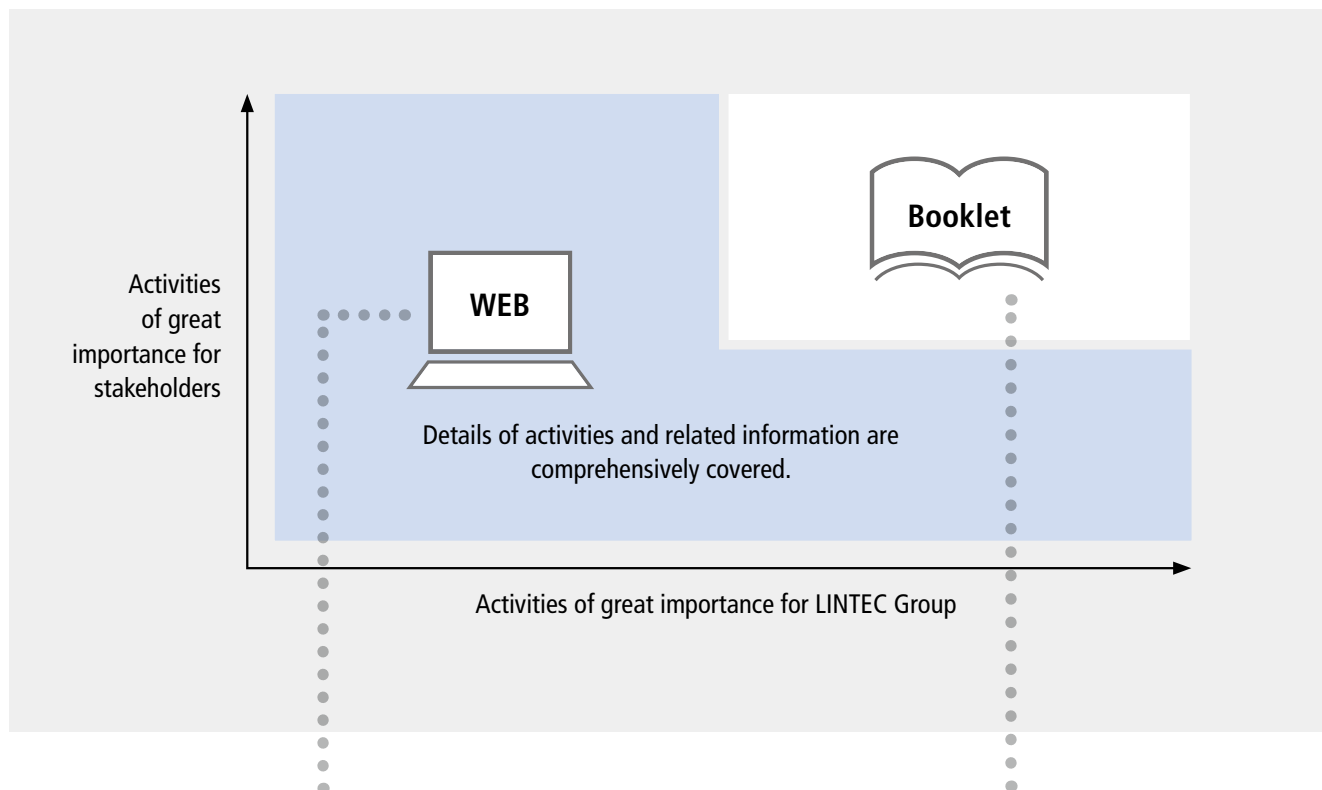 Booklet
WEB
Activities
of great
importance for
stakeholders
Details of activities and related information are
comprehensively covered.
Activities of great importance for LINTEC Group